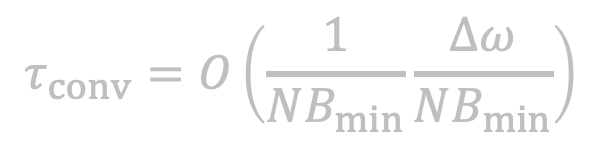 τ_conv = O(1/(NB_min) Δω/(NB_min))